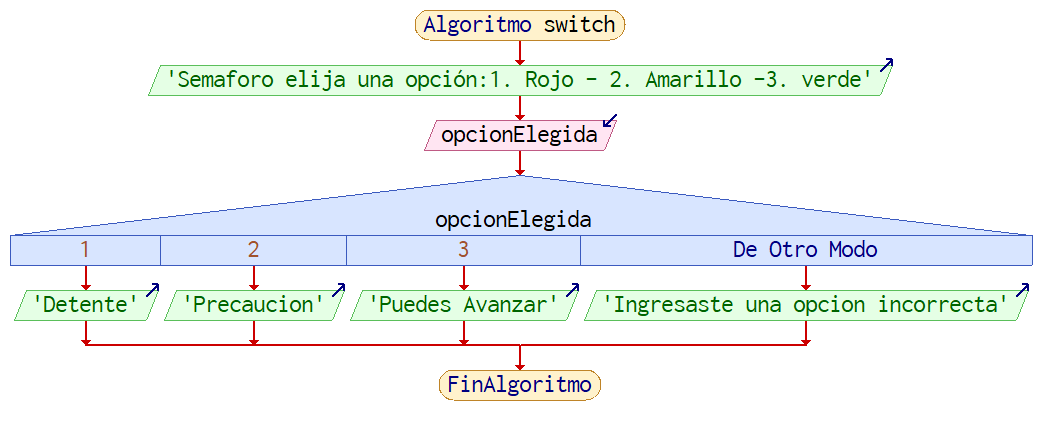 Algoritmo switch
'Semaforo elija una opción:1. Rojo - 2. Amarillo -3. verde'
opcionElegida
opcionElegida
1 2 3 De Otro Modo
'Detente' 'Precaucion' 'Puedes Avanzar' 'Ingresaste una opcion incorrecta'
FinAlgoritmo